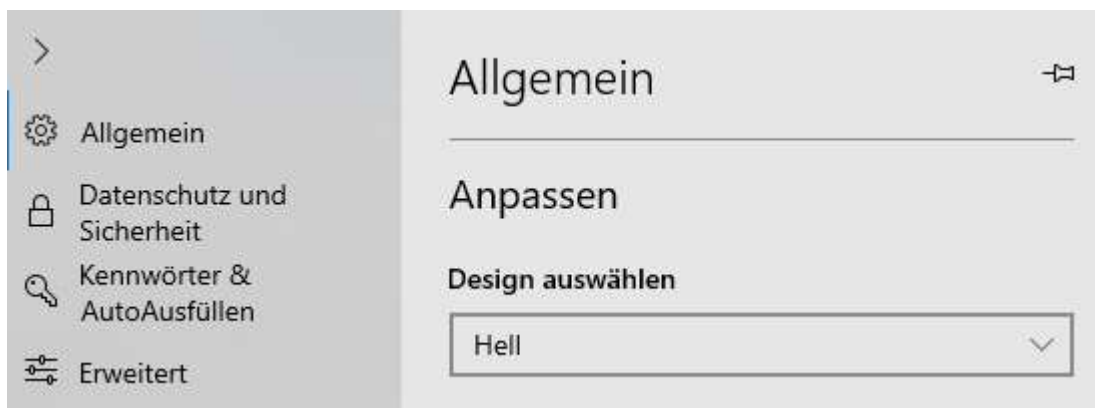 Allgemein
Datenschutz und
Sicherheit
Kennwörter &
AutoAusfüllen
Erweitert
Allgemein
Anpassen
Design auswählen
Hell